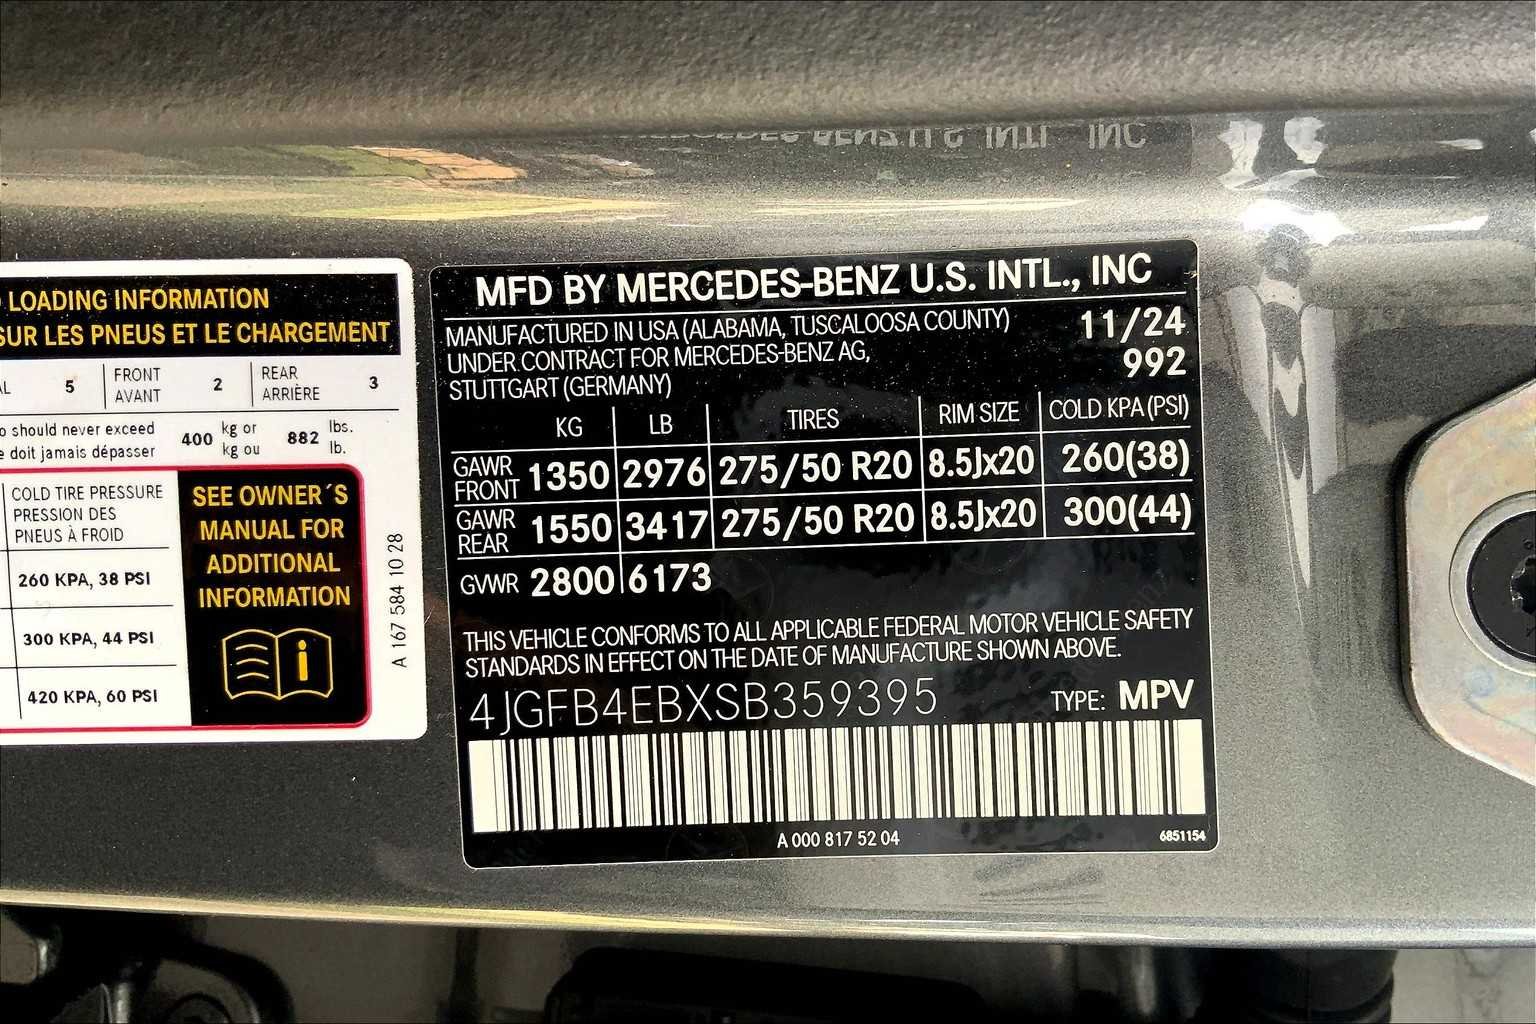 LOADING INFORMATION
SUR LES PNEUS ET LE CHARGEMENT
5 FRONT AVANT 2 REAR ARRIÈRE 3
should never exceed 400 kg or 882 lbs.
doit jamais dépasser kg ou lb.
COLD TIRE PRESSURE
PRESSION DES
PNEUS À FROID
260 KPA, 38 PSI
300 KPA, 44 PSI
420 KPA, 60 PSI
SEE OWNER´S
MANUAL FOR
ADDITIONAL
INFORMATION
A 167 584 10 28
MFD BY MERCEDES-BENZ U.S. INTL., INC
MANUFACTURED IN USA (ALABAMA, TUSCALOOSA COUNTY) 11/24
UNDER CONTRACT FOR MERCEDES-BENZ AG, 992
STUTTGART (GERMANY)
KG LB TIRES RIM SIZE COLD KPA (PSI)
GAWR FRONT 1350 2976 275/50 R20 8.5Jx20 260(38)
GAWR REAR 1550 3417 275/50 R20 8.5Jx20 300(44)
GVWR 2800 6173
THIS VEHICLE CONFORMS TO ALL APPLICABLE FEDERAL MOTOR VEHICLE SAFETY
STANDARDS IN EFFECT ON THE DATE OF MANUFACTURE SHOWN ABOVE.
4JGFB4EBXSB359395 TYPE: MPV
A 000 817 52 04
6851154